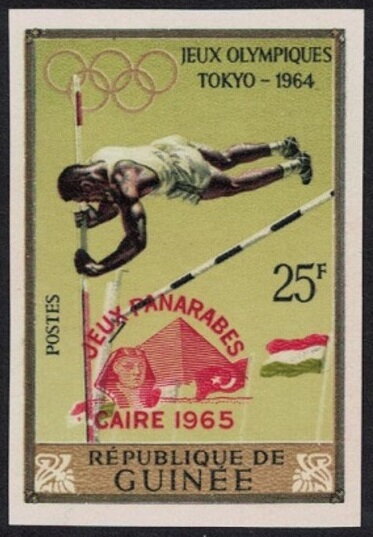 JEUX OLYMPIQUES
TOKYO - 1964
25F
POSTES
JEUX PANARABES
CAIRE 1965
RÉPUBLIQUE DE
GUINÉE